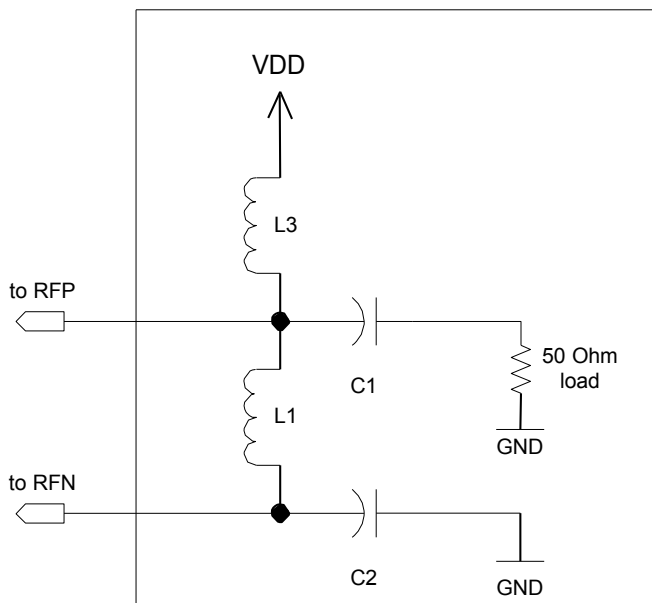 VDD
L3
to RFP
C1
50 Ohm
load
GND
L1
to RFN
C2
GND